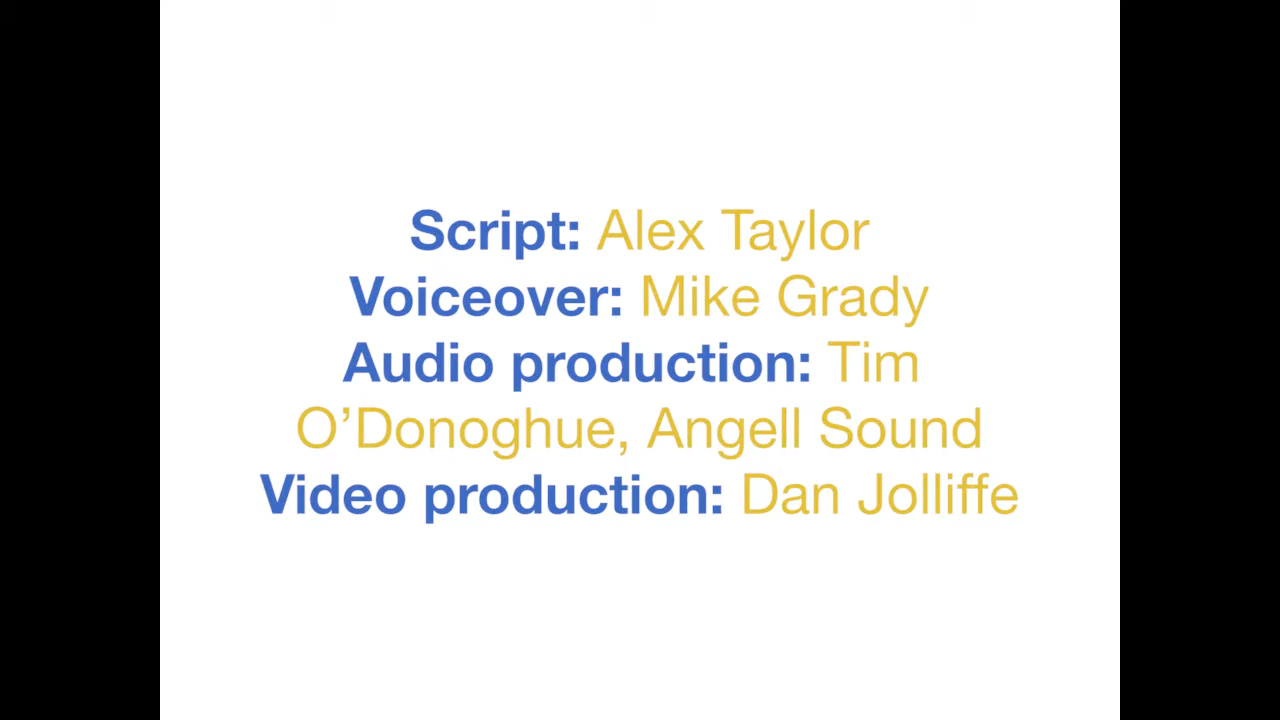 Script: Alex Taylor
Voiceover: Mike Grady
Audio production: Tim
O’Donoghue, Angell Sound
Video production: Dan Jolliffe